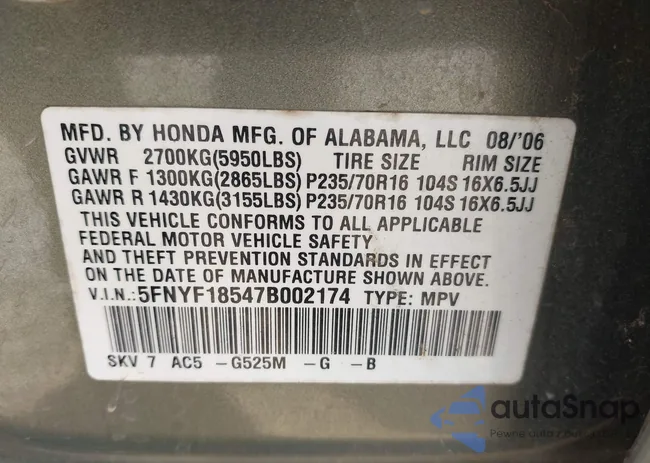 MFD. BY HONDA MFG. OF ALABAMA, LLC 08/'06
GVWR 2700KG(5950LBS) TIRE SIZE RIM SIZE
GAWR F 1300KG(2865LBS) P235/70R16 104S 16X6.5JJ
GAWR R 1430KG(3155LBS) P235/70R16 104S 16X6.5JJ
THIS VEHICLE CONFORMS TO ALL APPLICABLE
FEDERAL MOTOR VEHICLE SAFETY
AND THEFT PREVENTION STANDARDS IN EFFECT
ON THE DATE OF MANUFACTURE SHOWN ABOVE.
V.I.N.: 5FNYF18547B002174 TYPE: MPV
SKV 7 AC5 -G525M -G -B
autoSnap
Pewne auto z